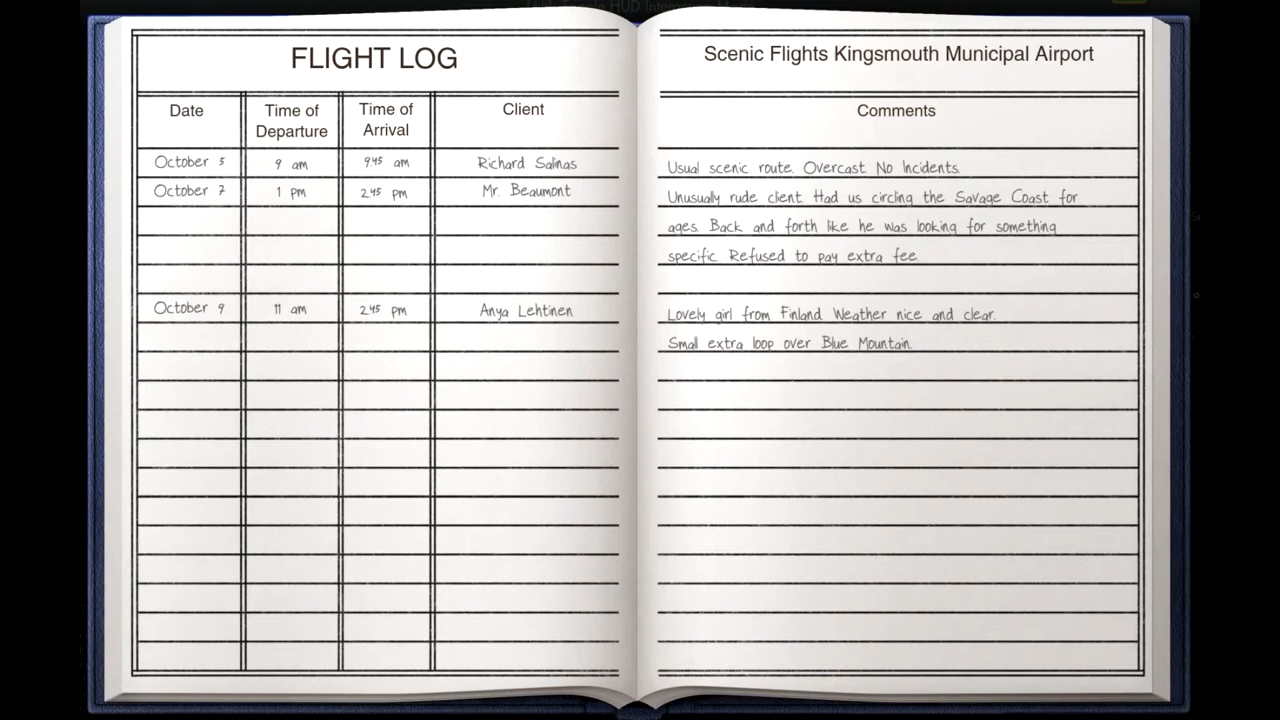 FLIGHT LOG
Scenic Flights Kingsmouth Municipal Airport
Date Time of Departure Time of Arrival Client Comments
October 5 9 am 9:45 am Richard Salinas Usual scenic route. Overcast. No Incidents.
October 7 1 pm 2:45 pm Mr. Beaumont Unusually rude client. Had us circling the Savage Coast for
ages. Back and forth like he was looking for something
specific. Refused to pay extra fee.
October 9 11 am 2:45 pm Anya Lehtinen Lovely girl from Finland. Weather nice and clear.
Small extra loop over Blue Mountain.